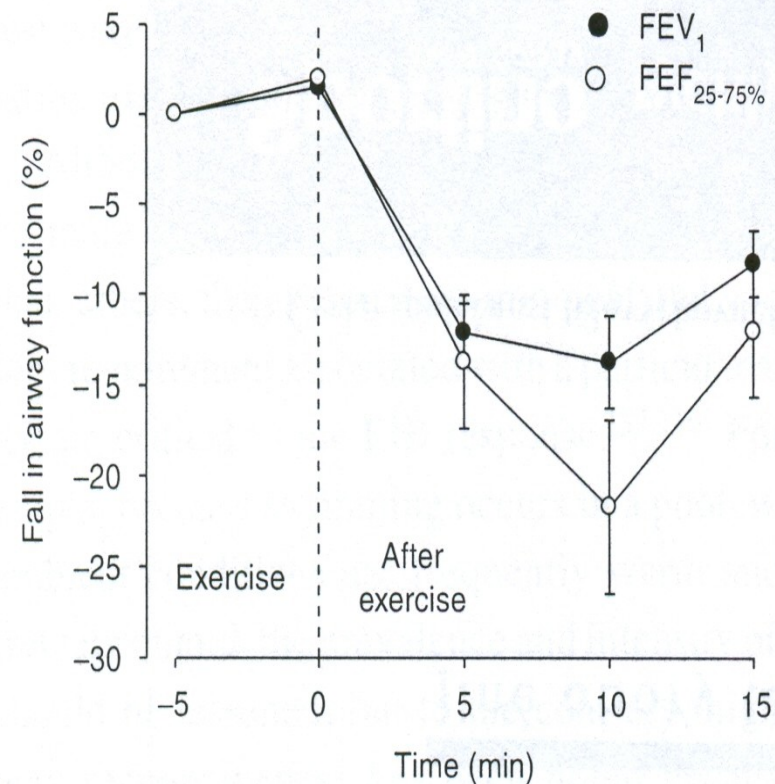 5
0
–5
–10
–15
–20
–25
–30
Fall in airway function (%)
FEV1
FEF25-75%
Exercise
After
exercise
–5
0
5
10
15
Time (min)